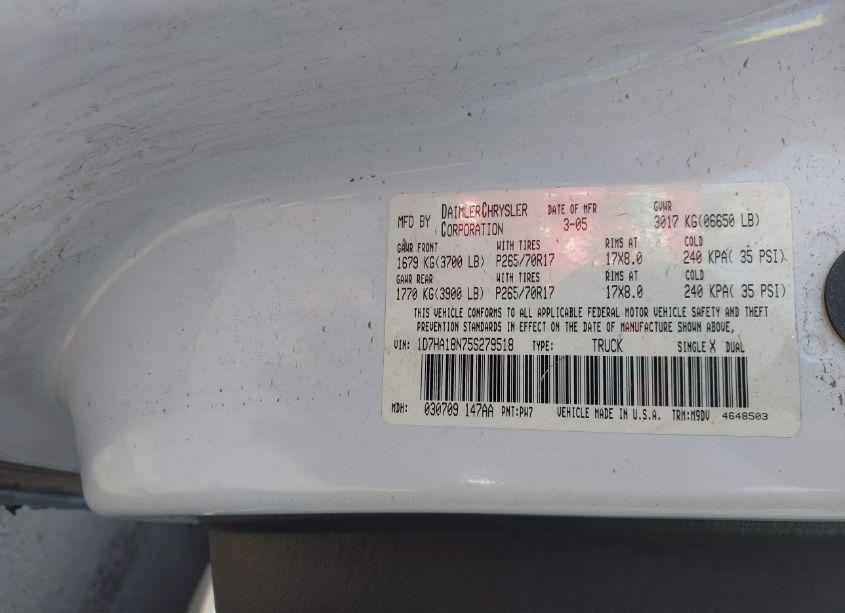 MFD BY DAIMLERCHRYSLER CORPORATION DATE OF MFR 3-05 GVWR 3017 KG(06650 LB)
GAWR FRONT WITH TIRES RIMS AT COLD
1679 KG(3700 LB) P265/70R17 17X8.0 240 KPA( 35 PSI)
GAWR REAR WITH TIRES RIMS AT COLD
1770 KG(3900 LB) P265/70R17 17X8.0 240 KPA( 35 PSI)
THIS VEHICLE CONFORMS TO ALL APPLICABLE FEDERAL MOTOR VEHICLE SAFETY AND THEFT
PREVENTION STANDARDS IN EFFECT ON THE DATE OF MANUFACTURE SHOWN ABOVE,
VIN: 1D7HA18N75S279518 TYPE: TRUCK SINGLE X DUAL
MDH: 030709 147AA PNT:PW7 VEHICLE MADE IN U.S.A. TRM:M9DV 4648503